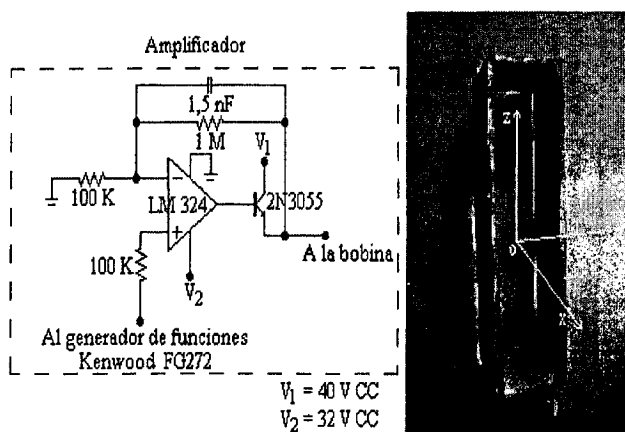 Amplificador
1,5 nF
1 M
V1
100 K
LM 324
2N3055
A la bobina
100 K
V2
Al generador de funciones
Kenwood FG272
V1 = 40 V CC
V2 = 32 V CC
z
0